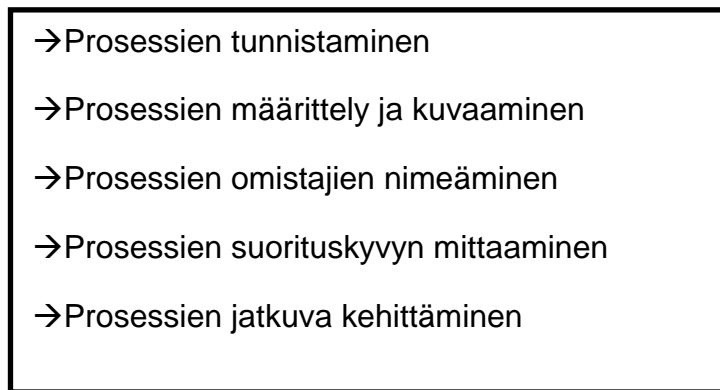 →Prosessien tunnistaminen
→Prosessien määrittely ja kuvaaminen
→Prosessien omistajien nimeäminen
→Prosessien suorituskyvyn mittaaminen
→Prosessien jatkuva kehittäminen